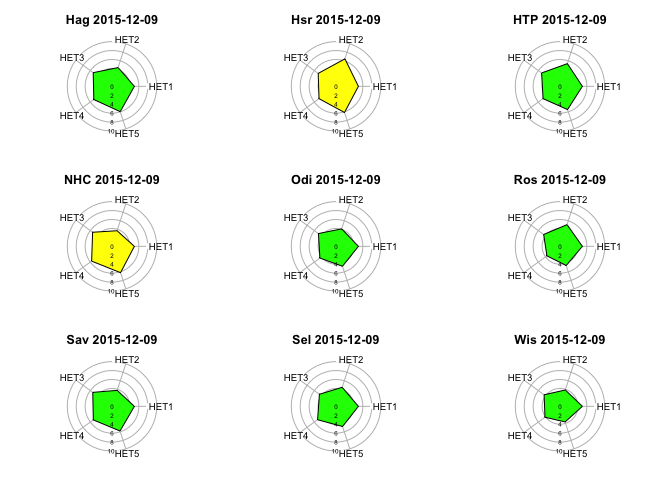 Hag 2015-12-09
HET2
HET3
HET1
0
2
4
6
8
10
HET4
HET5
Hsr 2015-12-09
HET2
HET3
HET1
0
2
4
6
8
10
HET4
HET5
HTP 2015-12-09
HET2
HET3
HET1
0
2
4
6
8
10
HET4
HET5
NHC 2015-12-09
HET2
HET3
HET1
0
2
4
6
8
10
HET4
HET5
Odi 2015-12-09
HET2
HET3
HET1
0
2
4
6
8
10
HET4
HET5
Ros 2015-12-09
HET2
HET3
HET1
0
2
4
6
8
10
HET4
HET5
Sav 2015-12-09
HET2
HET3
HET1
0
2
4
6
8
10
HET4
HET5
Sel 2015-12-09
HET2
HET3
HET1
0
2
4
6
8
10
HET4
HET5
Wis 2015-12-09
HET2
HET3
HET1
0
2
4
6
8
10
HET4
HET5